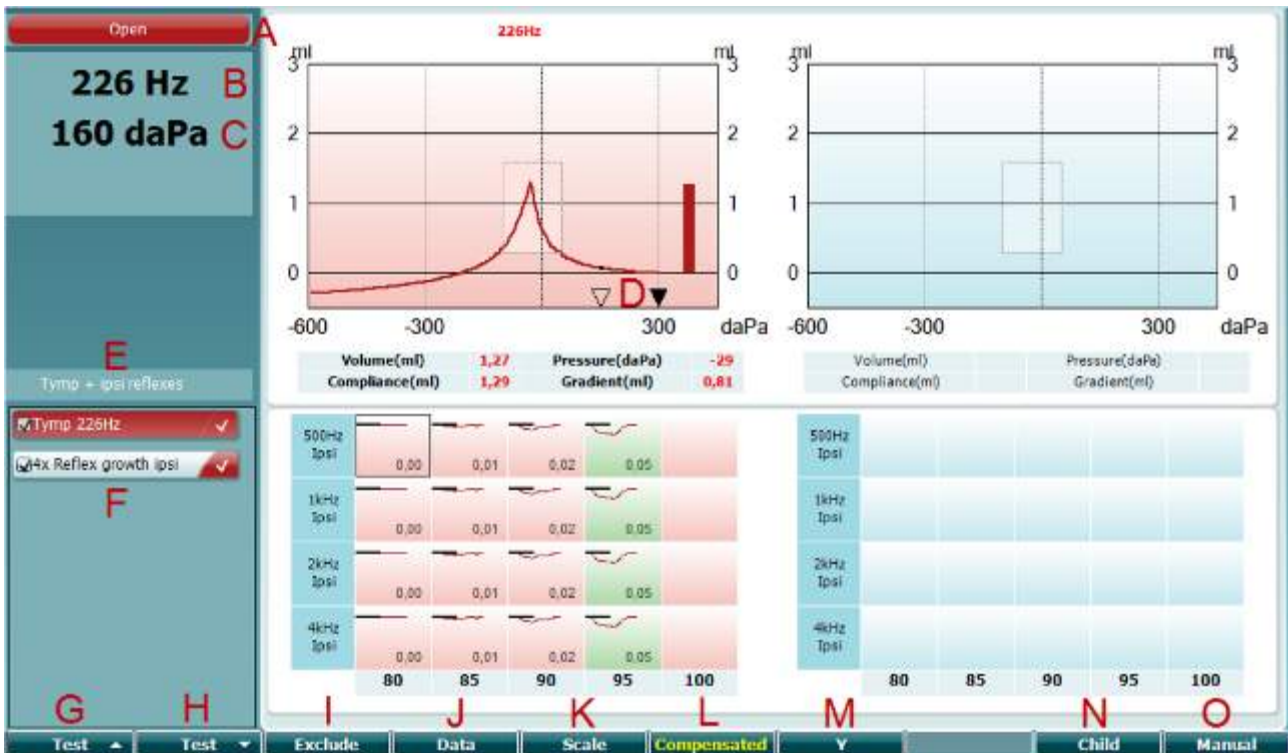 Open A
226 Hz B
160 daPa C
E
Tymp + ipsi reflexes
Tymp 226Hz
4x Reflex growth ipsi
F
G H
226Hz
ml ml
3 3
2 2
1 1
0 0
D
-600 -300 300 daPa
Volume(ml) 1,27 Pressure(daPa) -29
Compliance(ml) 1,29 Gradient(ml) 0,81
ml ml
3 3
2 2
1 1
0 0
-600 -300 300 daPa
Volume(ml) Pressure(daPa)
Compliance(ml) Gradient(ml)
500Hz
Ipsi
0,00 0,01 0,02 0,05
1kHz
Ipsi
0,00 0,01 0,02 0,05
2kHz
Ipsi
0,00 0,01 0,02 0,05
4kHz
Ipsi
0,00 0,01 0,02 0,05
80 85 90 95 100
500Hz
Ipsi
1kHz
Ipsi
2kHz
Ipsi
4kHz
Ipsi
80 85 90 95 100
I J K L M N O
Test Test Exclude Data Scale Compensated Y Child Manual